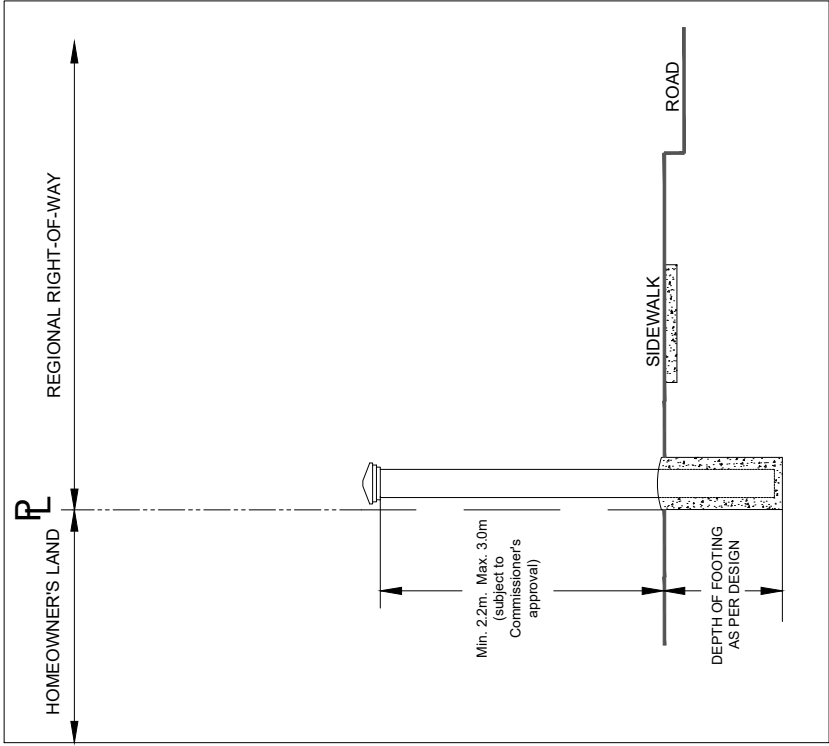 HOMEOWNER'S LAND
PL
REGIONAL RIGHT-OF-WAY
Min. 2.2m. Max. 3.0m
(subject to
Commissioner's
approval)
DEPTH OF FOOTING
AS PER DESIGN
SIDEWALK
ROAD